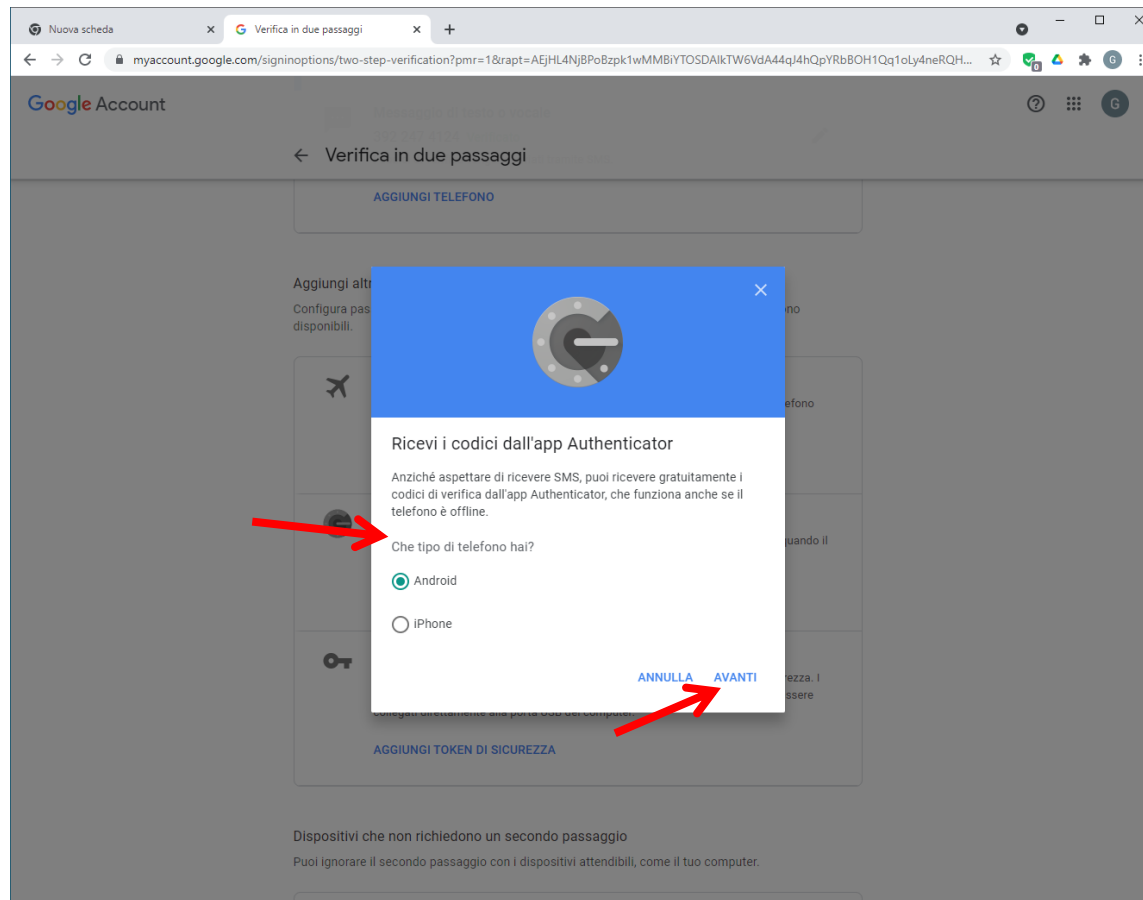 Nuova scheda
Verifica in due passaggi
myaccount.google.com/signinoptions/two-step-verification?pmr=1&rapt=AEjHL4NjBPoBzpk1wMMBiYTOSDAlkTW6VdA44qJ4hQpYRbBOH1Qq1oLy4neRQH...
0
G
Google Account
G
Verifica in due passaggi
AGGIUNGI TELEFONO
Aggiungi altr
Configura pas
no
disponibili.
efono
Ricevi i codici dall'app Authenticator
Anziché aspettare di ricevere SMS, puoi ricevere gratuitamente i
codici di verifica dall'app Authenticator, che funziona anche se il
telefono è offline.
Che tipo di telefono hai?
uando il
Android
iPhone
ANNULLA AVANTI
rezza. I
ssere
collegati direttamente alla porta USB del computer.
AGGIUNGI TOKEN DI SICUREZZA
Dispositivi che non richiedono un secondo passaggio
Puoi ignorare il secondo passaggio con i dispositivi attendibili, come il tuo computer.